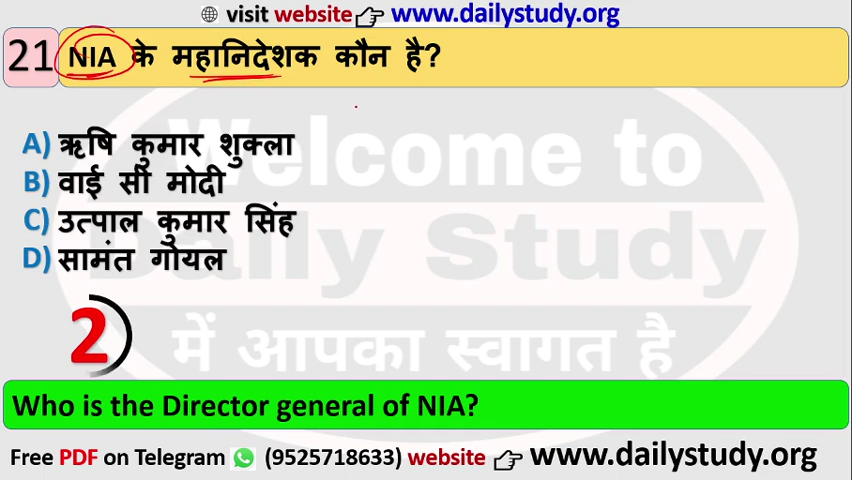 visit website www.dailystudy.org
21 NIA के महानिदेशक कौन है?
Welcome to
A) ऋषि कुमार शुक्ला
B) वाई सी मोदी
C) उत्पाल कुमार सिंह
Daily Study
D) सामंत गोयल
2
में आपका स्वागत है
Who is the Director general of NIA?
Free PDF on Telegram (9525718633) website www.dailystudy.org